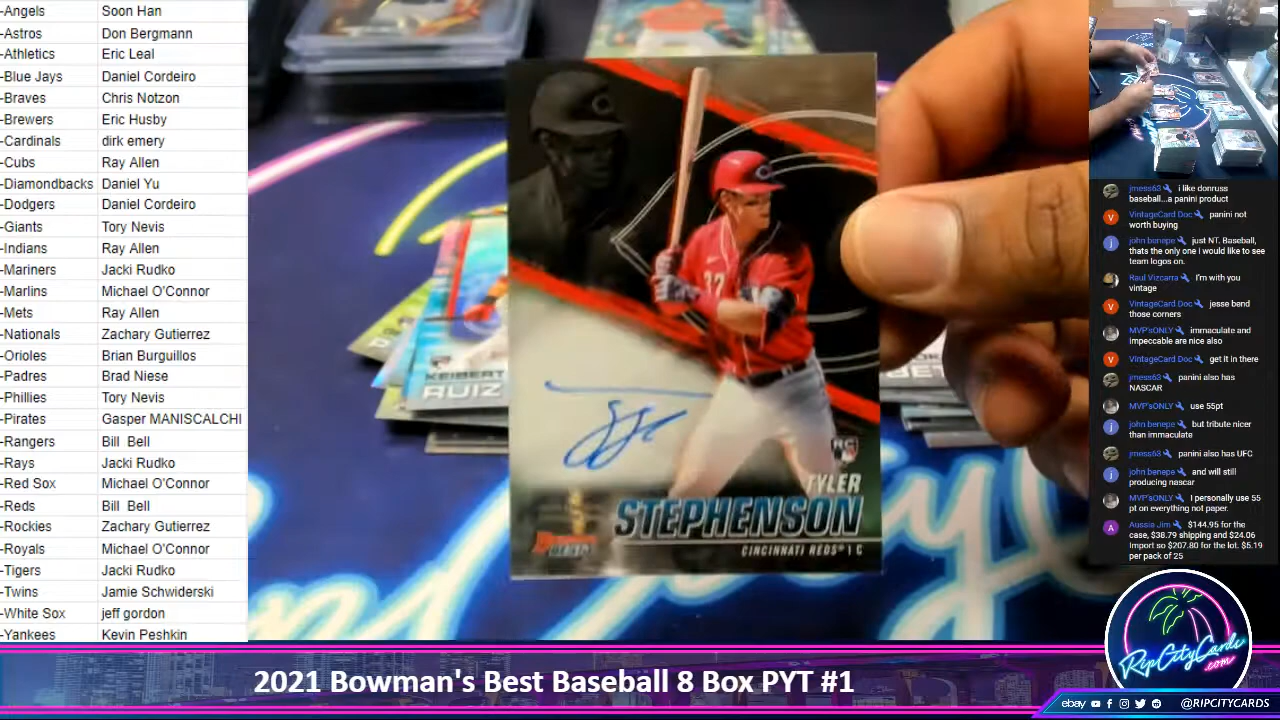 -Angels Soon Han
-Astros Don Bergmann
-Athletics Eric Leal
-Blue Jays Daniel Cordeiro
-Braves Chris Notzon
-Brewers Eric Husby
-Cardinals dirk emery
-Cubs Ray Allen
-Diamondbacks Daniel Yu
-Dodgers Daniel Cordeiro
-Giants Tory Nevis
-Indians Ray Allen
-Mariners Jacki Rudko
-Marlins Michael O'Connor
-Mets Ray Allen
-Nationals Zachary Gutierrez
-Orioles Brian Burguillos
-Padres Brad Niese
-Phillies Tory Nevis
-Pirates Gasper MANISCALCHI
-Rangers Bill Bell
-Rays Jacki Rudko
-Red Sox Michael O'Connor
-Reds Bill Bell
-Rockies Zachary Gutierrez
-Royals Michael O'Connor
-Tigers Jacki Rudko
-Twins Jamie Schwiderski
-White Sox jeff gordon
-Yankees Kevin Peshkin
KEIBERT
RUIZ
C
C
37
RC
TYLER
STEPHENSON
CINCINNATI REDS® | C
Bowman's
BEST
jmess63 i like donruss
baseball...a panini product
VintageCard Doc panini not
worth buying
john benepe just NT. Baseball,
thats the only one i would like to see
team logos on.
Raul Vizcarra I'm with you
vintage
VintageCard Doc jesse bend
those corners
MVP'sONLY immaculate and
impeccable are nice also
VintageCard Doc get it in there
jmess63 panini also has
NASCAR
MVP'sONLY use 55pt
john benepe but tribute nicer
than immaculate
jmess63 panini also has UFC
john benepe and will still
producing nascar
MVP'sONLY I personally use 55
pt on everything not paper.
Aussie Jim $144.95 for the
case, $38.79 shipping and $24.06
Import so $207.80 for the lot. $5.19
per pack of 25
RipCityCards
.com
2021 Bowman's Best Baseball 8 Box PYT #1
ebay @RIPCITYCARDS